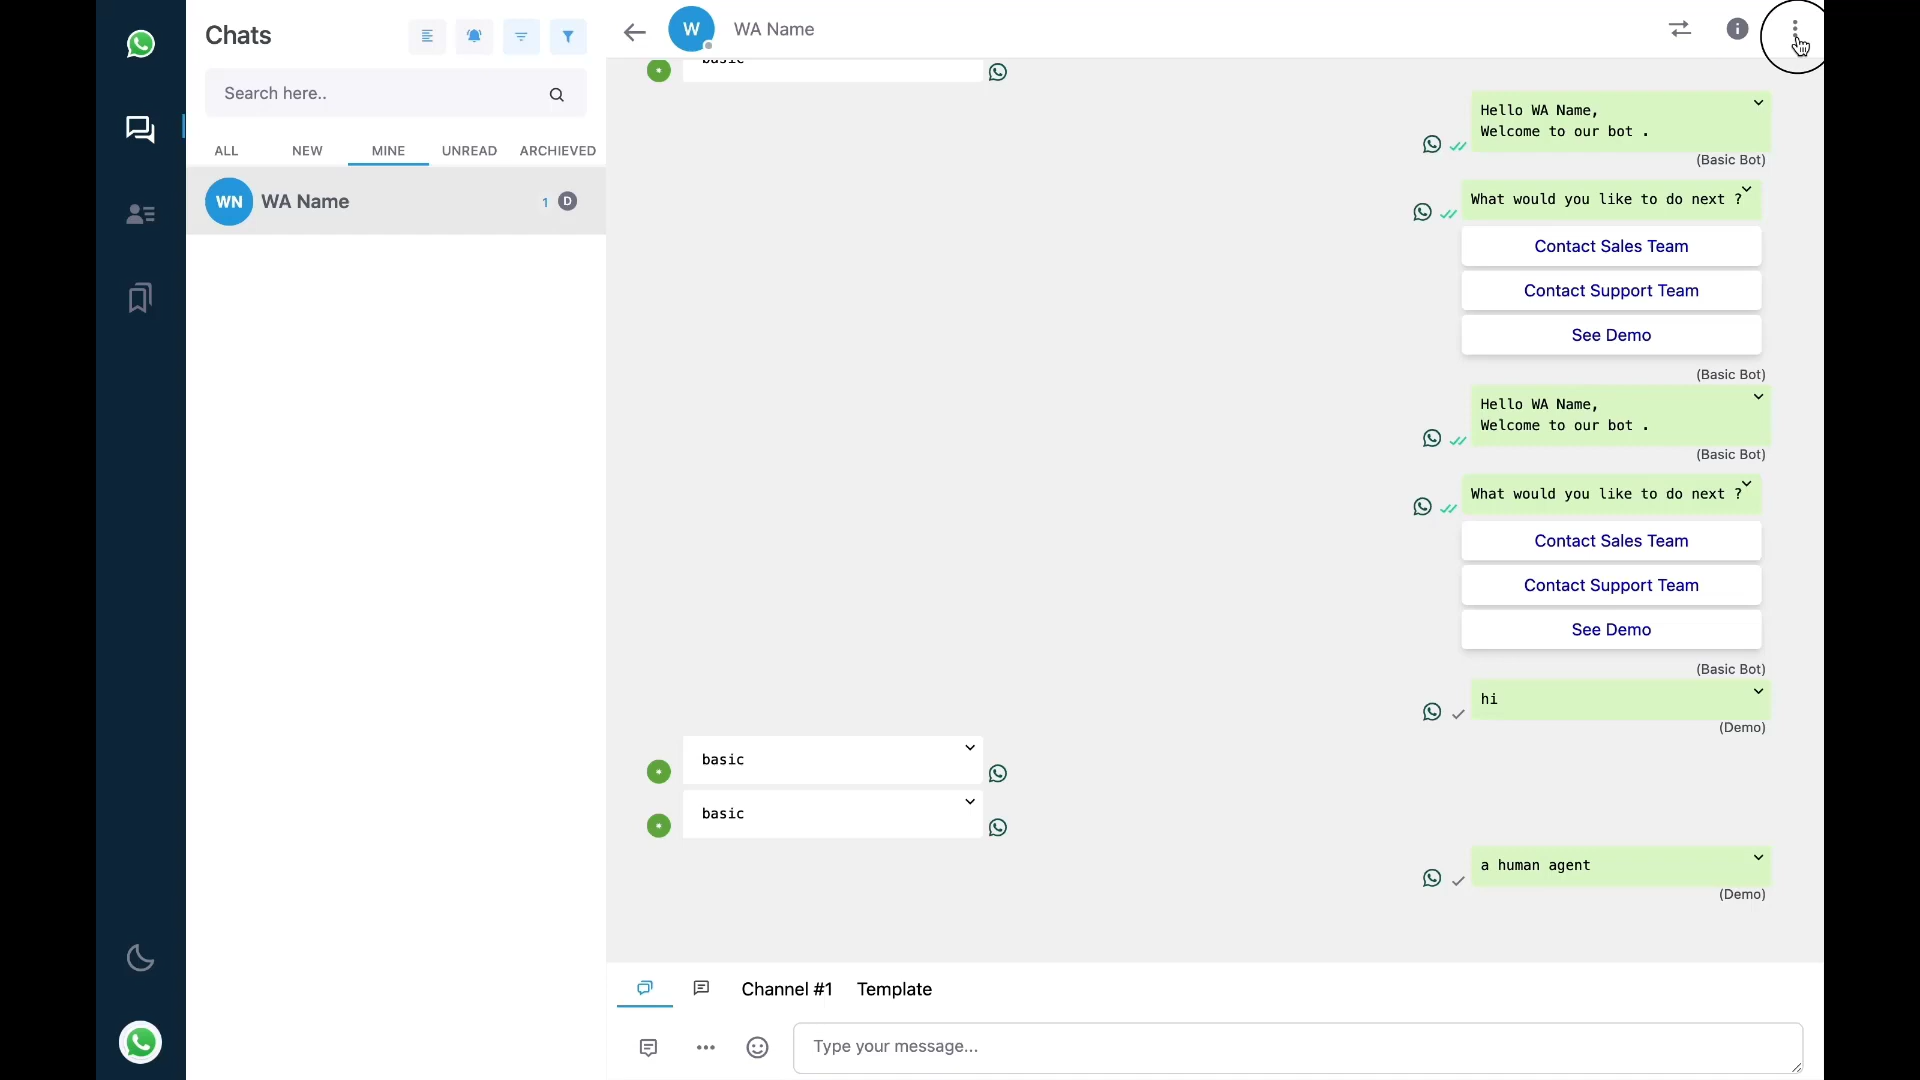 Chats
Search here..
ALL NEW MINE UNREAD ARCHIEVED
WN WA Name 1 D
W WA Name
basic
Hello WA Name,
Welcome to our bot .
(Basic Bot)
What would you like to do next ?
Contact Sales Team
Contact Support Team
See Demo
(Basic Bot)
Hello WA Name,
Welcome to our bot .
(Basic Bot)
What would you like to do next ?
Contact Sales Team
Contact Support Team
See Demo
(Basic Bot)
hi
(Demo)
basic
basic
a human agent
(Demo)
Channel #1 Template
Type your message...